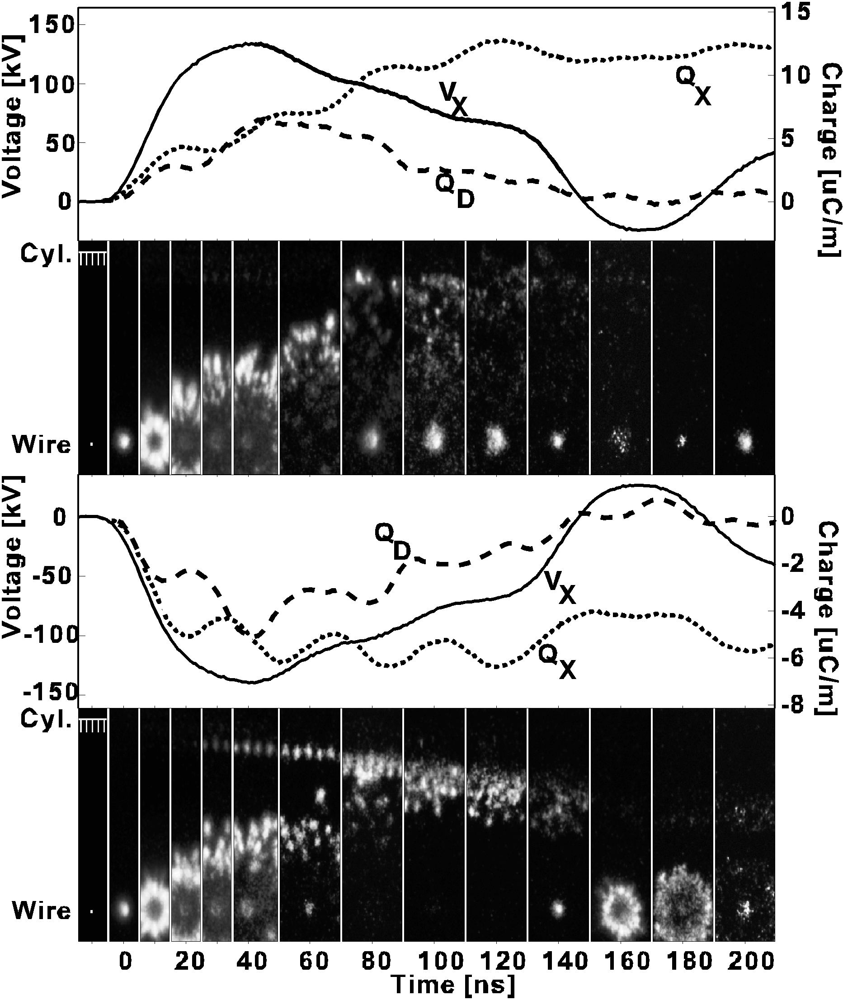 Voltage [kV]
150
100
50
0
15
10
5
0
Charge [uC/m]
V X
Q X
Q D
Cyl.
Wire
Voltage [kV]
0
-50
-100
-150
0
-2
-4
-6
-8
Charge [uC/m]
Q D
V X
Q X
Cyl.
Wire
0 20 40 60 80 100 120 140 160 180 200
Time [ns]